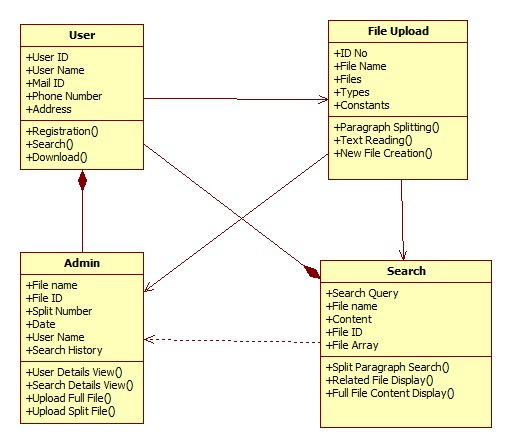 User
+User ID
+User Name
+Mail ID
+Phone Number
+Address
+Registration()
+Search()
+Download()
File Upload
+ID No
+File Name
+Files
+Types
+Constants
+Paragraph Splitting()
+Text Reading()
+New File Creation()
Admin
+File name
+File ID
+Split Number
+Date
+User Name
+Search History
+User Details View()
+Search Details View()
+Upload Full File()
+Upload Split File()
Search
+Search Query
+File name
+Content
+File ID
+File Array
+Split Paragraph Search()
+Related File Display()
+Full File Content Display()